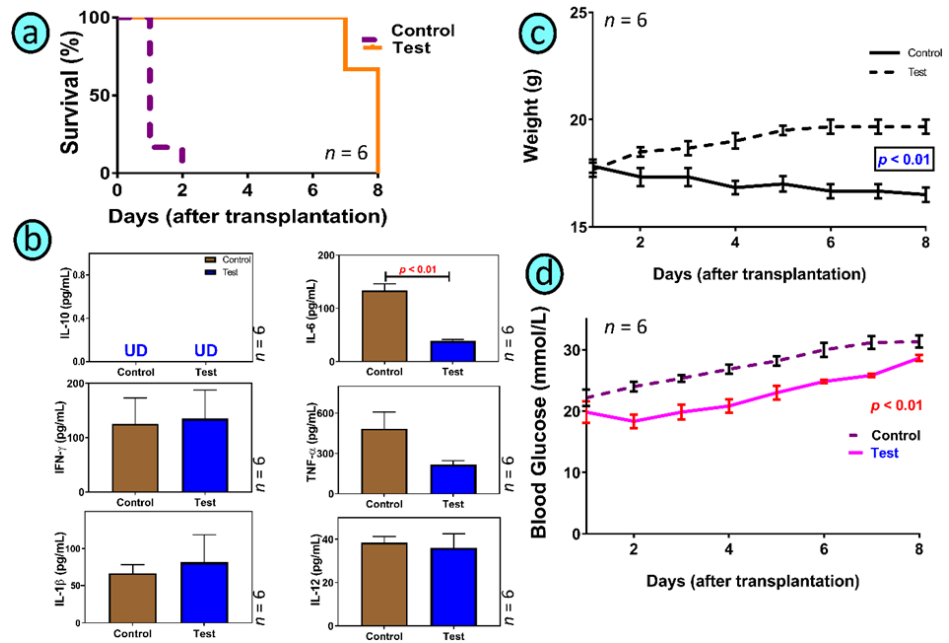 a
Survival (%)
100
50
0
0 2 4 6 8
Control
Test
n = 6
Days (after transplantation)
b
IL-10 (pg/mL)
0.8
0.4
0.0
Control
Test
UD UD
Control Test
n = 6
IL-6 (pg/mL)
200
100
0
p < 0.01
Control Test
n = 6
IFN-γ (pg/mL)
200
100
0
Control Test
n = 6
TNF-α (pg/mL)
600
300
0
Control Test
n = 6
IL-1β (pg/mL)
100
50
0
Control Test
n = 6
IL-12 (pg/mL)
40
20
0
Control Test
n = 6
c
n = 6
Weight (g)
25
20
15
2 4 6 8
Control
Test
p < 0.01
Days (after transplantation)
d
n = 6
Blood Glucose (mmol/L)
30
20
10
0
2 4 6 8
p < 0.01
Control
Test
Days (after transplantation)